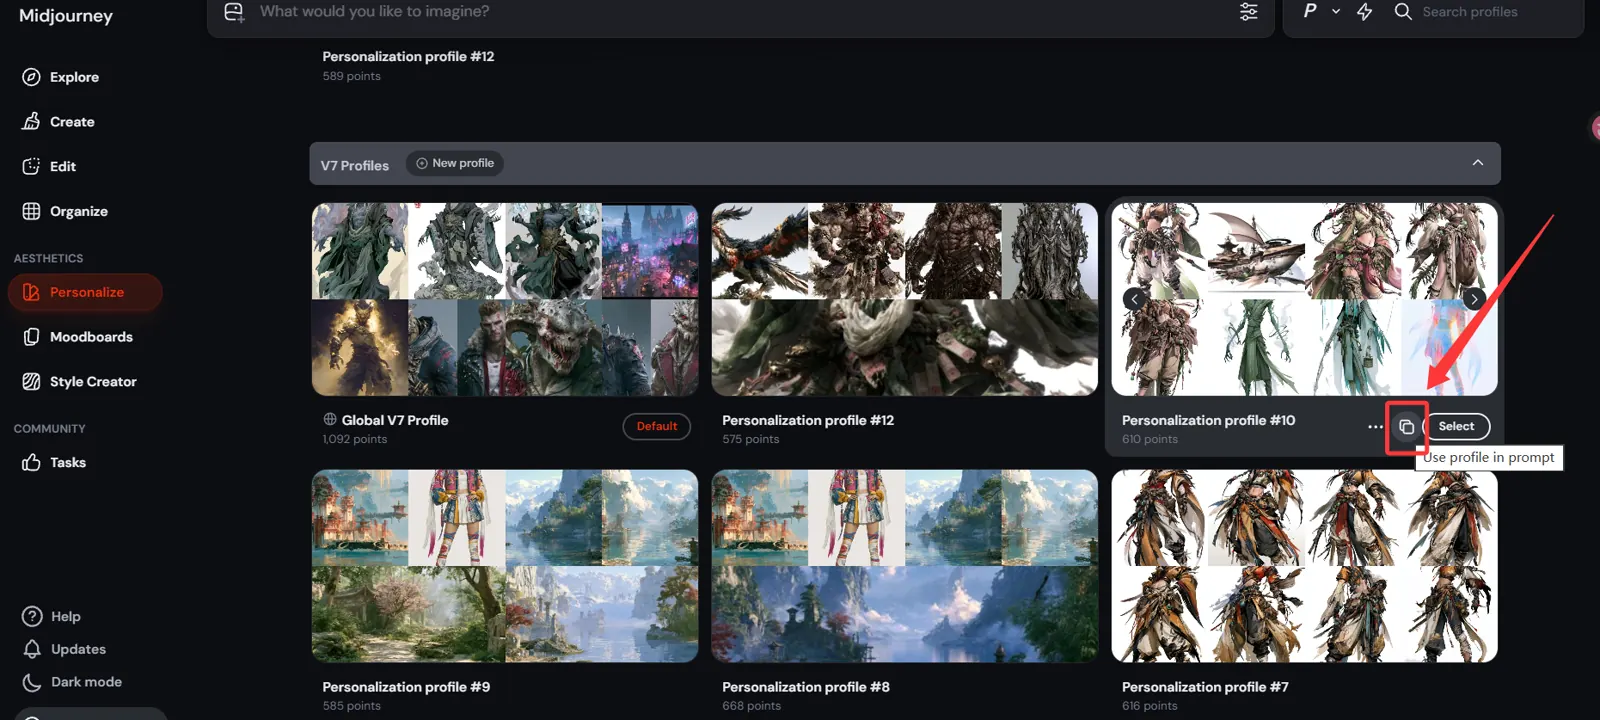 Midjourney
What would you like to imagine?
P
Search profiles
Explore
Create
Edit
Organize
AESTHETICS
Personalize
Moodboards
Style Creator
COMMUNITY
Tasks
Help
Updates
Dark mode
Personalization profile #12
589 points
V7 Profiles
New profile
Global V7 Profile
1,092 points
Default
Personalization profile #12
575 points
Personalization profile #10
610 points
Select
Use profile in prompt
Personalization profile #9
585 points
Personalization profile #8
668 points
Personalization profile #7
616 points